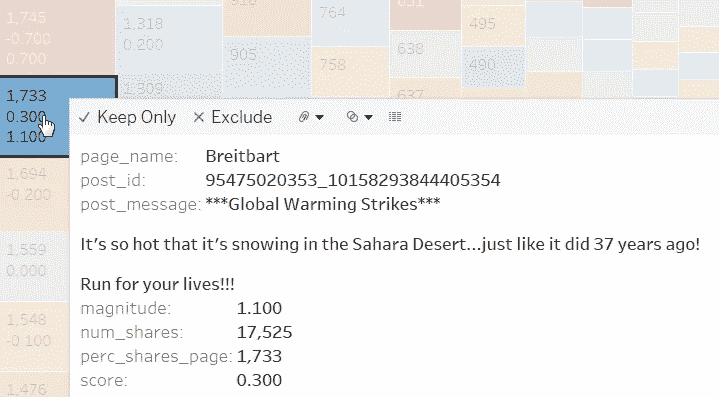 1,745
-0.700
0.700
1,318
0.200
905
764
758
651
638
637
495
490
1,733
0.300
1.100
1,309
1,694
-0.200
1,559
0.000
1,548
-0.100
1,476
Keep Only Exclude
page_name: Breitbart
post_id: 95475020353_10158293844405354
post_message: ***Global Warming Strikes***
It's so hot that it's snowing in the Sahara Desert...just like it did 37 years ago!
Run for your lives!!!
magnitude: 1.100
num_shares: 17,525
perc_shares_page: 1,733
score: 0.300